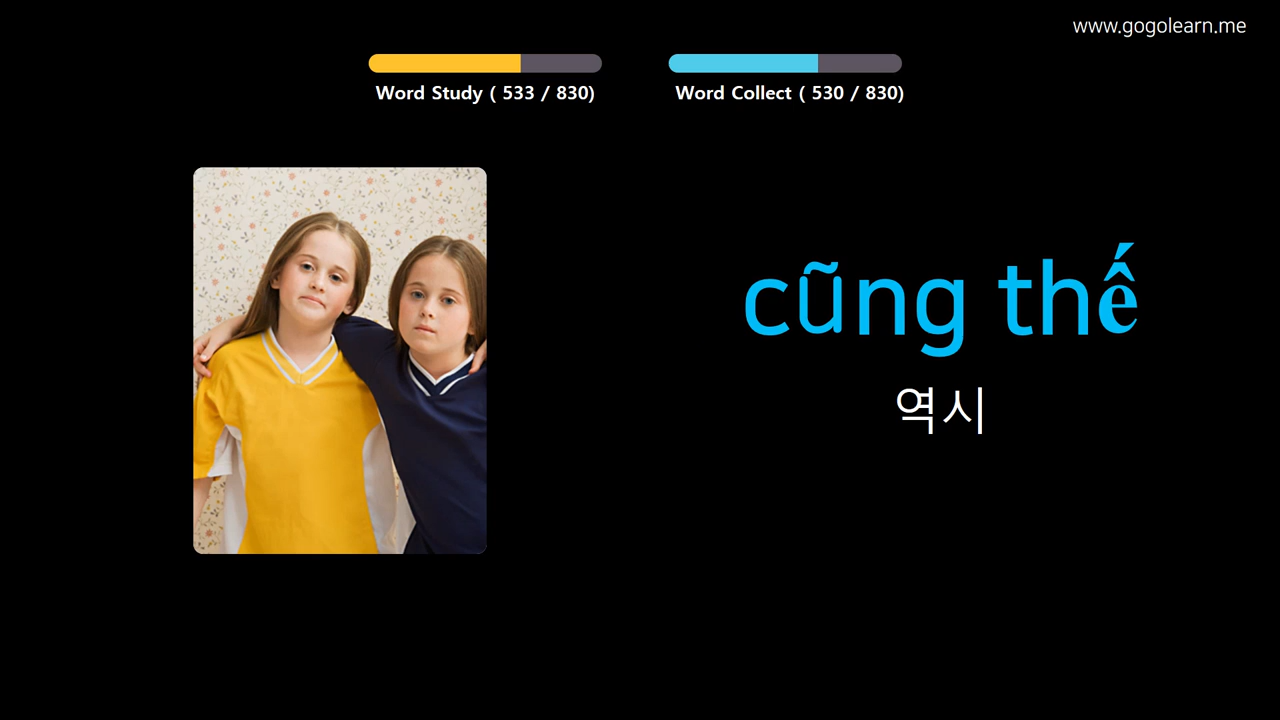 www.gogolearn.me
Word Study ( 533 / 830)
Word Collect ( 530 / 830)
cũng thế
역시